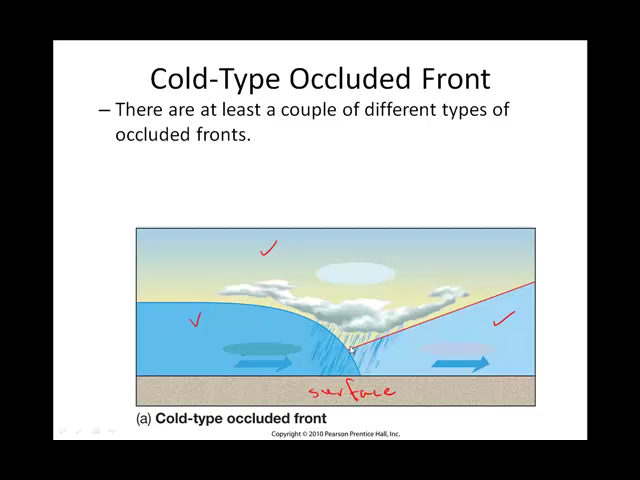 Cold-Type Occluded Front
– There are at least a couple of different types of
occluded fronts.
surface
(a) Cold-type occluded front
Copyright © 2010 Pearson Prentice Hall, Inc.